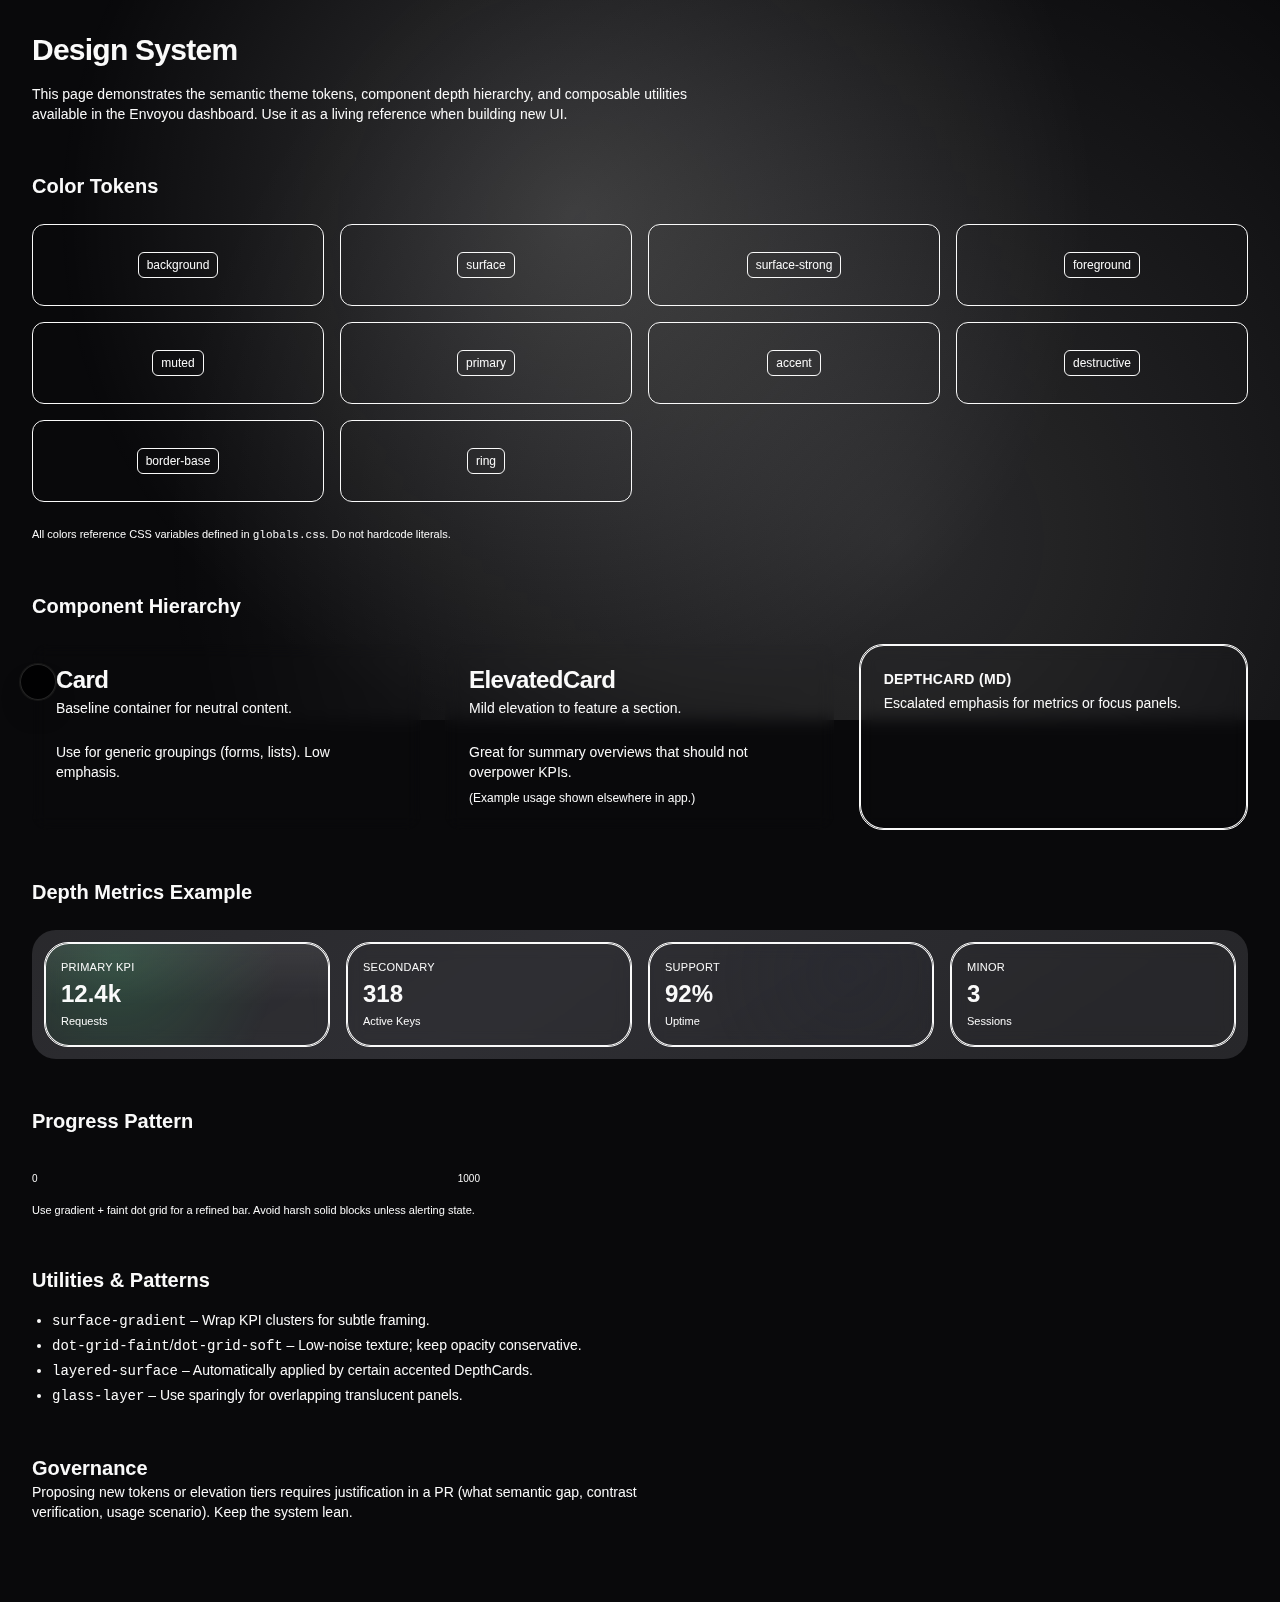 Design System
This page demonstrates the semantic theme tokens, component depth hierarchy, and composable utilities
available in the Envoyou dashboard. Use it as a living reference when building new UI.
Color Tokens
background
surface
surface-strong
foreground
muted
primary
accent
destructive
border-base
ring
All colors reference CSS variables defined in globals.css. Do not hardcode literals.
Component Hierarchy
Card
Baseline container for neutral content.
Use for generic groupings (forms, lists). Low
emphasis.
ElevatedCard
Mild elevation to feature a section.
Great for summary overviews that should not
overpower KPIs.
(Example usage shown elsewhere in app.)
DEPTHCARD (MD)
Escalated emphasis for metrics or focus panels.
Depth Metrics Example
PRIMARY KPI
12.4k
Requests
SECONDARY
318
Active Keys
SUPPORT
92%
Uptime
MINOR
3
Sessions
Progress Pattern
0
1000
Use gradient + faint dot grid for a refined bar. Avoid harsh solid blocks unless alerting state.
Utilities & Patterns
• surface-gradient – Wrap KPI clusters for subtle framing.
• dot-grid-faint/dot-grid-soft – Low-noise texture; keep opacity conservative.
• layered-surface – Automatically applied by certain accented DepthCards.
• glass-layer – Use sparingly for overlapping translucent panels.
Governance
Proposing new tokens or elevation tiers requires justification in a PR (what semantic gap, contrast
verification, usage scenario). Keep the system lean.